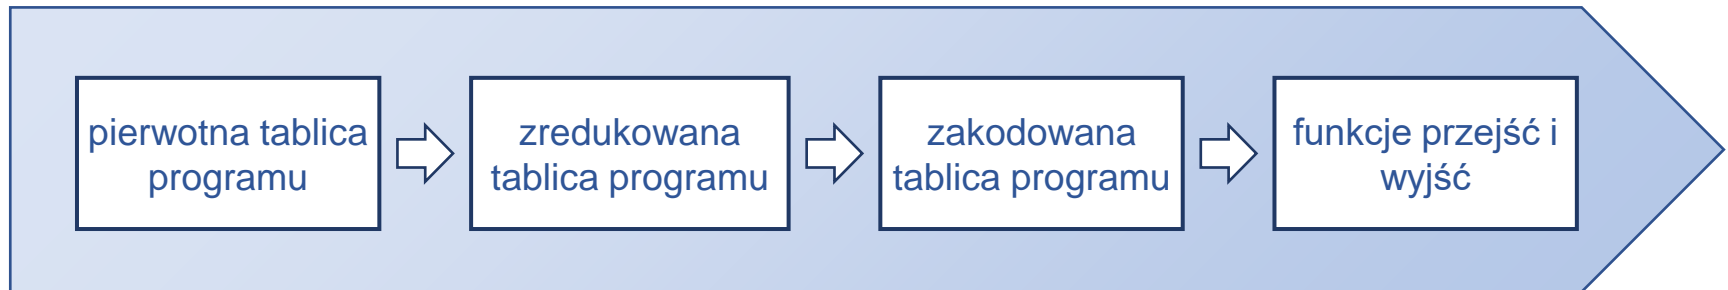 pierwotna tablica
programu
zredukowana
tablica programu
zakodowana
tablica programu
funkcje przejść i
wyjść